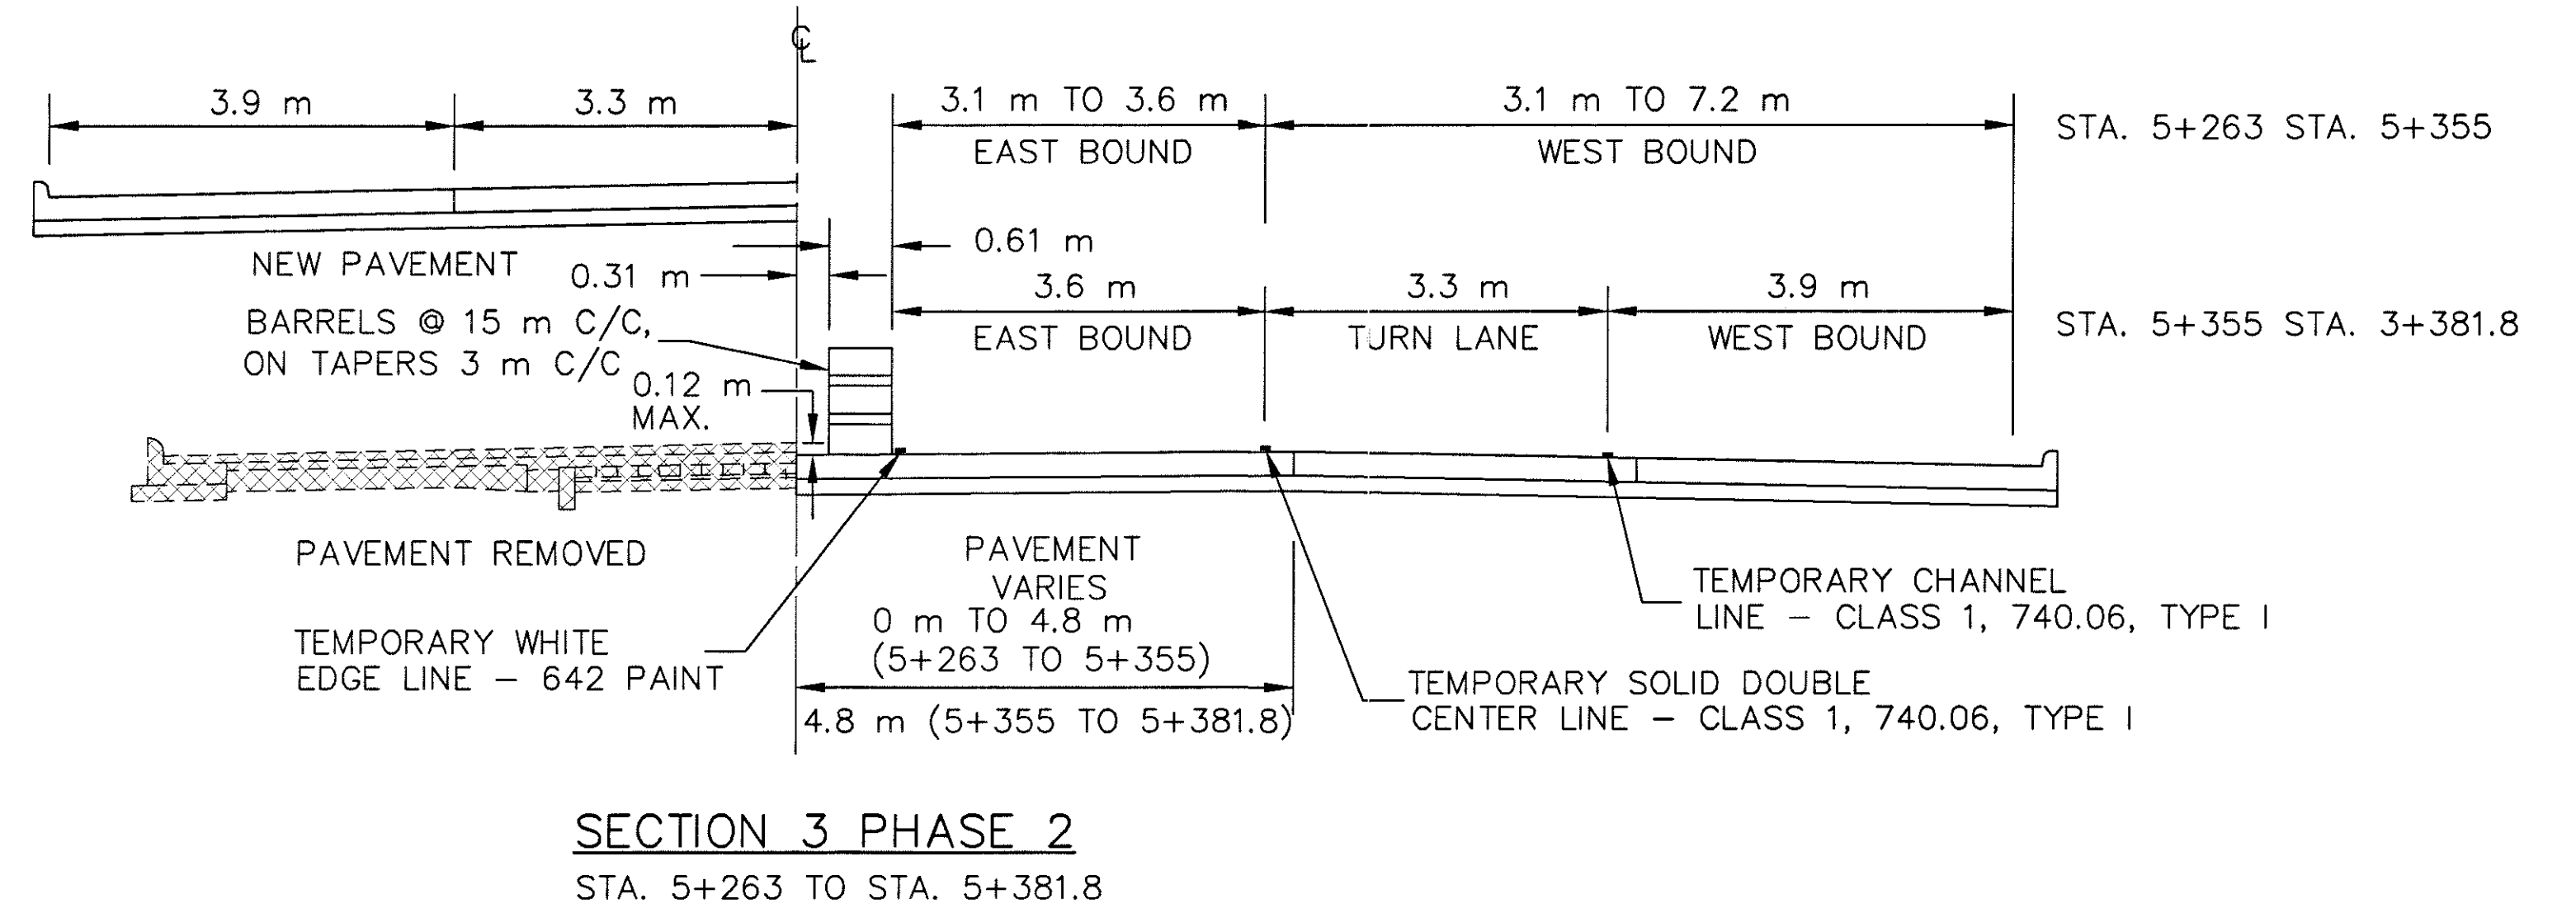 ℄
3.9 m
3.3 m
3.1 m TO 3.6 m
EAST BOUND
3.1 m TO 7.2 m
WEST BOUND
STA. 5+263 STA. 5+355
NEW PAVEMENT
0.61 m
0.31 m
3.6 m
EAST BOUND
3.3 m
TURN LANE
3.9 m
WEST BOUND
STA. 5+355 STA. 3+381.8
BARRELS @ 15 m C/C,
ON TAPERS 3 m C/C
0.12 m
MAX.
PAVEMENT REMOVED
PAVEMENT
VARIES
0 m TO 4.8 m
(5+263 TO 5+355)
4.8 m (5+355 TO 5+381.8)
TEMPORARY WHITE
EDGE LINE – 642 PAINT
TEMPORARY CHANNEL
LINE – CLASS 1, 740.06, TYPE I
TEMPORARY SOLID DOUBLE
CENTER LINE – CLASS 1, 740.06, TYPE I
SECTION 3 PHASE 2
STA. 5+263 TO STA. 5+381.8